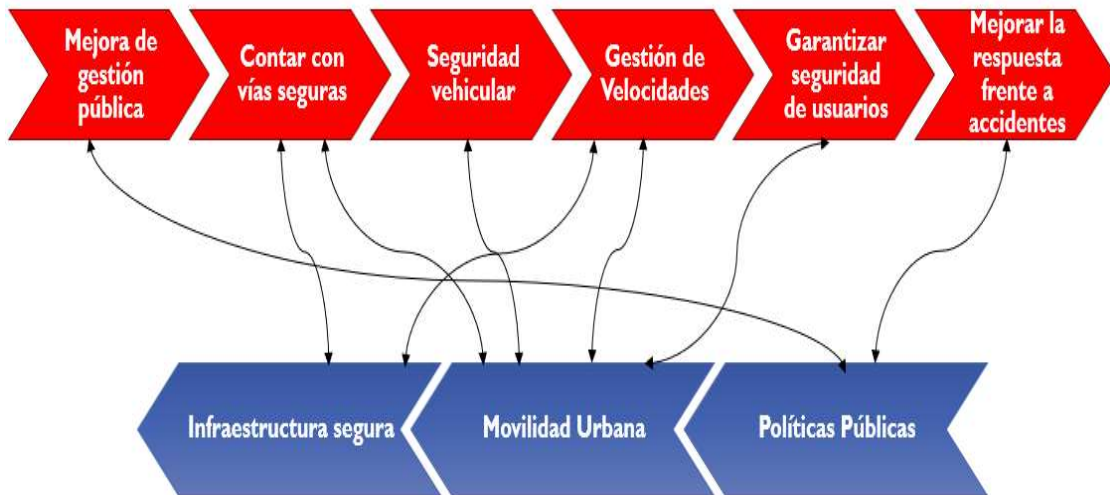 Mejora de
gestión
pública
Contar con
vías seguras
Seguridad
vehicular
Gestión de
Velocidades
Garantizar
seguridad
de usuarios
Mejorar la
respuesta
frente a
accidentes
Infraestructura segura
Movilidad Urbana
Políticas Públicas